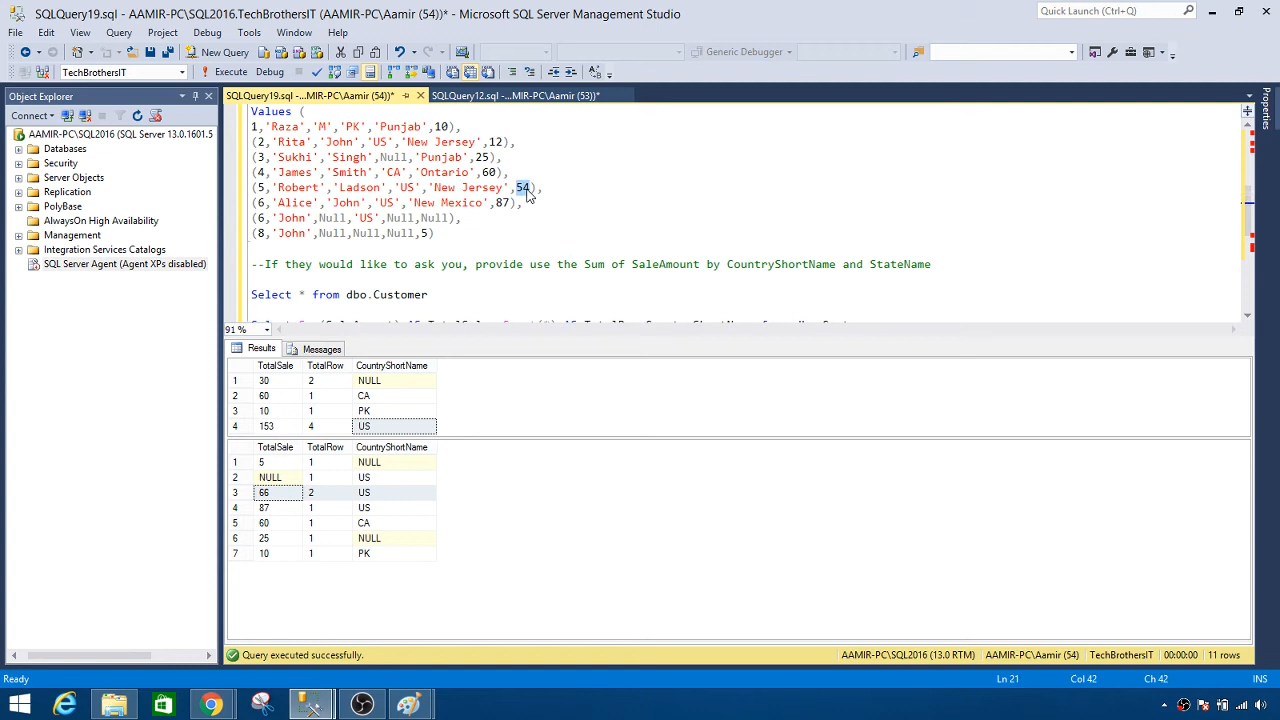 SQLQuery19.sql - AAMIR-PC\SQL2016.TechBrothersIT (AAMIR-PC\Aamir (54))* - Microsoft SQL Server Management Studio
Quick Launch (Ctrl+Q)
File Edit View Query Project Debug Tools Window Help
New Query Generic Debugger
TechBrothersIT Execute Debug
Object Explorer
SQLQuery19.sql -...MIR-PC\Aamir (54))* SQLQuery12.sql -...MIR-PC\Aamir (53))*
Properties
Connect
AAMIR-PC\SQL2016 (SQL Server 13.0.1601.5
Databases
Security
Server Objects
Replication
PolyBase
AlwaysOn High Availability
Management
Integration Services Catalogs
SQL Server Agent (Agent XPs disabled)
Values (
1,'Raza','M','PK','Punjab',10),
(2,'Rita','John','US','New Jersey',12),
(3,'Sukhi','Singh',Null,'Punjab',25),
(4,'James','Smith','CA','Ontario',60),
(5,'Robert','Ladson','US','New Jersey',54),
(6,'Alice','John','US','New Mexico',87),
(6,'John',Null,'US',Null,Null),
(8,'John',Null,Null,Null,5)
--If they would like to ask you, provide use the Sum of SaleAmount by CountryShortName and StateName
Select * from dbo.Customer
91 %
Results Messages
TotalSale TotalRow CountryShortName
1 30 2 NULL
2 60 1 CA
3 10 1 PK
4 153 4 US
TotalSale TotalRow CountryShortName
1 5 1 NULL
2 NULL 1 US
3 66 2 US
4 87 1 US
5 60 1 CA
6 25 1 NULL
7 10 1 PK
Query executed successfully. AAMIR-PC\SQL2016 (13.0 RTM) AAMIR-PC\Aamir (54) TechBrothersIT 00:00:00 11 rows
Ready Ln 21 Col 42 Ch 42 INS